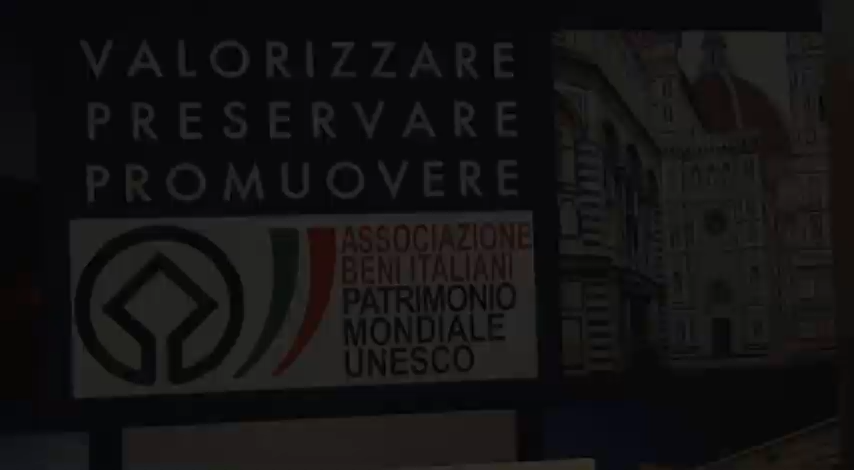 VALORIZZARE
PRESERVARE
PROMUOVERE
ASSOCIAZIONE
BENI ITALIANI
PATRIMONIO
MONDIALE
UNESCO